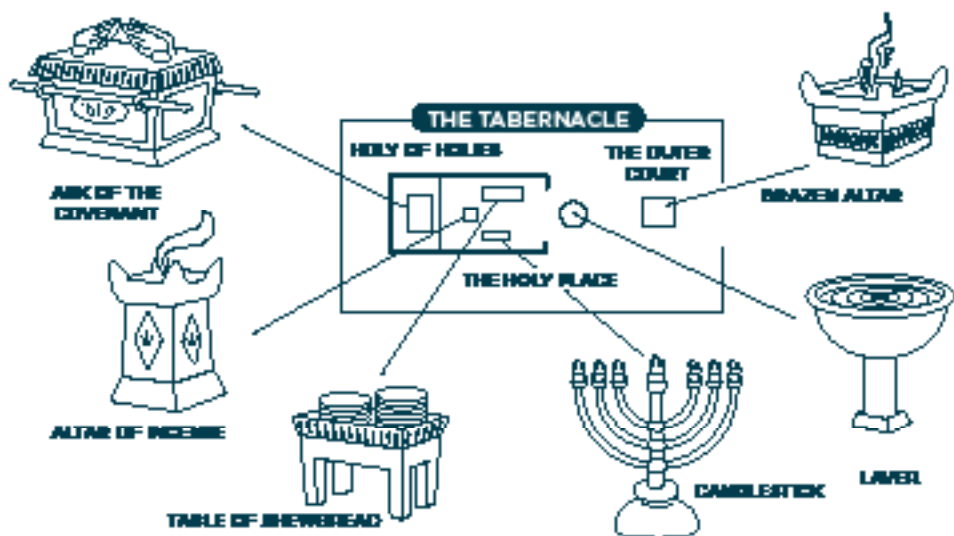 THE TABERNACLE
HOLY OF HOLIES
THE OUTER
COURT
ARK OF THE
COVENANT
BRAZEN ALTAR
THE HOLY PLACE
ALTAR OF INCENSE
LAVER
CANDLESTICK
TABLE OF SHEWBREAD